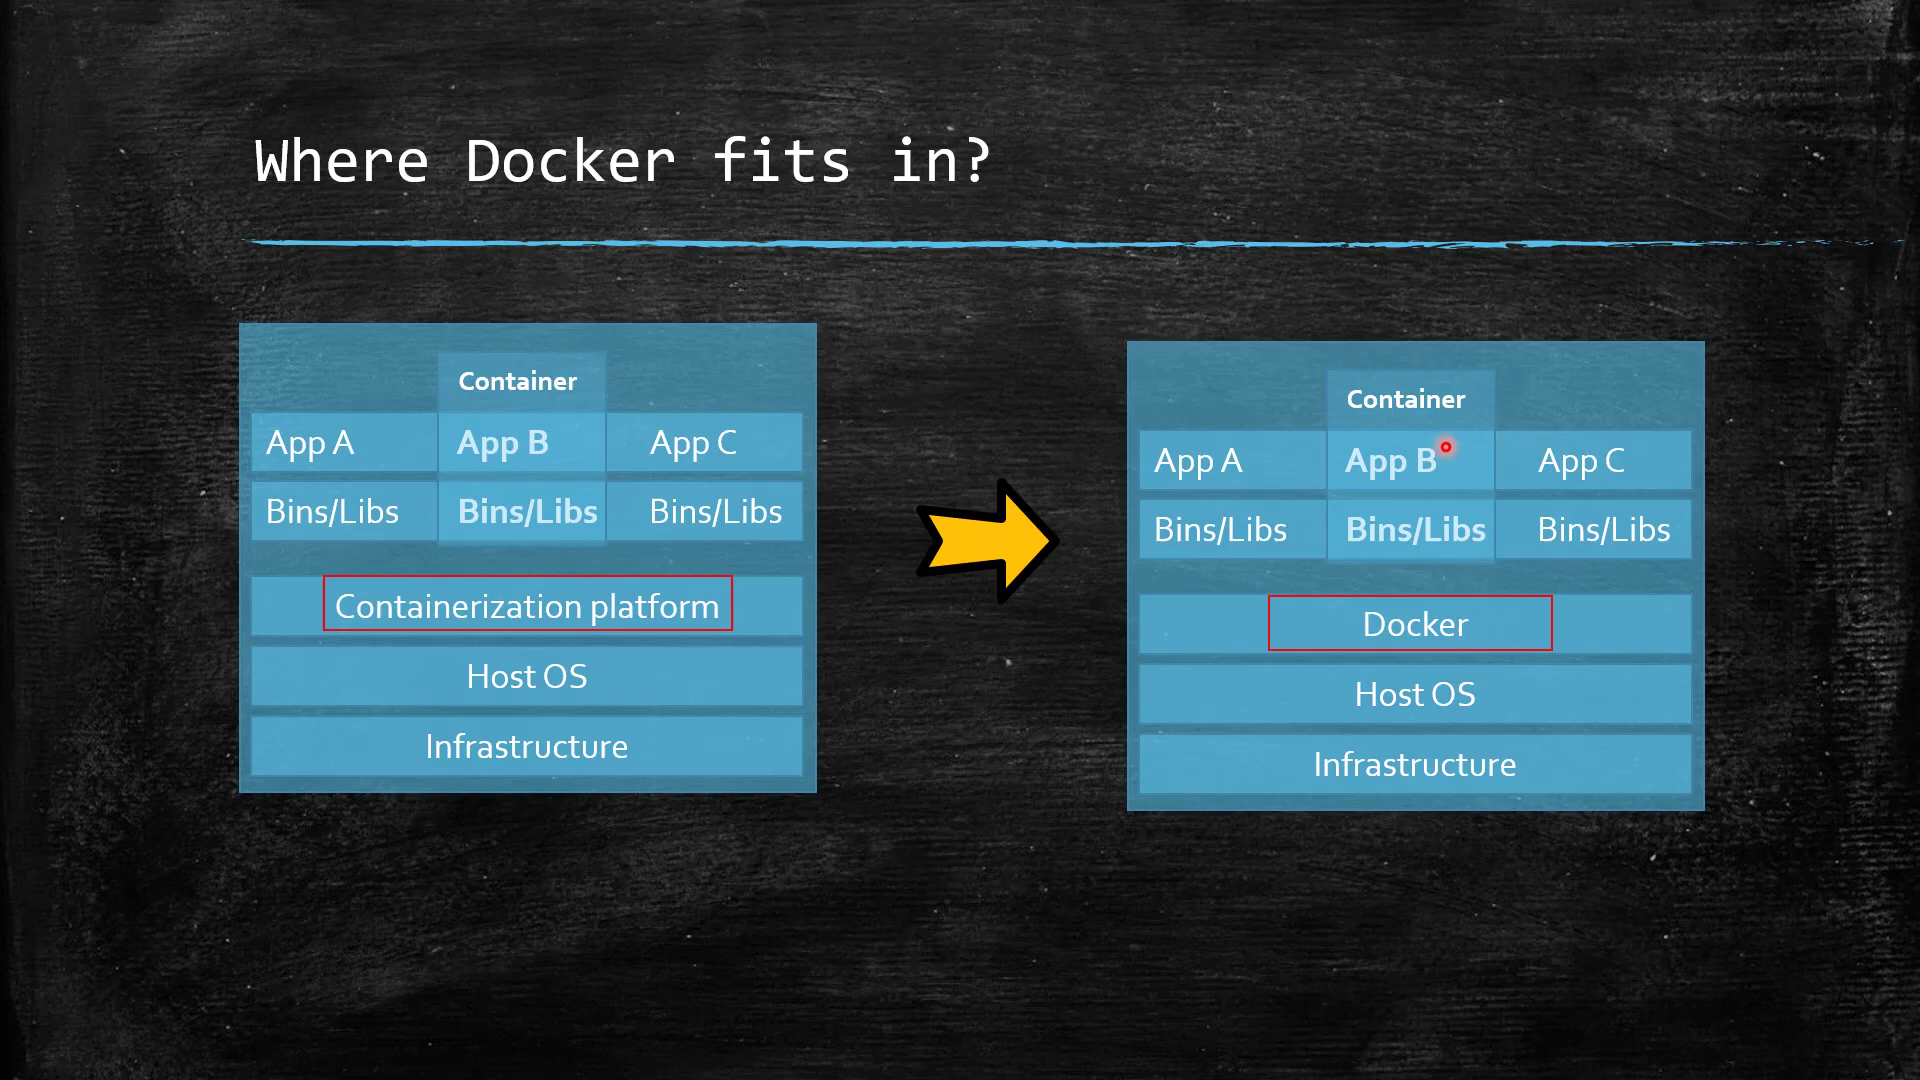 Where Docker fits in?
Container
App A App B App C
Bins/Libs Bins/Libs Bins/Libs
Containerization platform
Host OS
Infrastructure
Container
App A App B App C
Bins/Libs Bins/Libs Bins/Libs
Docker
Host OS
Infrastructure